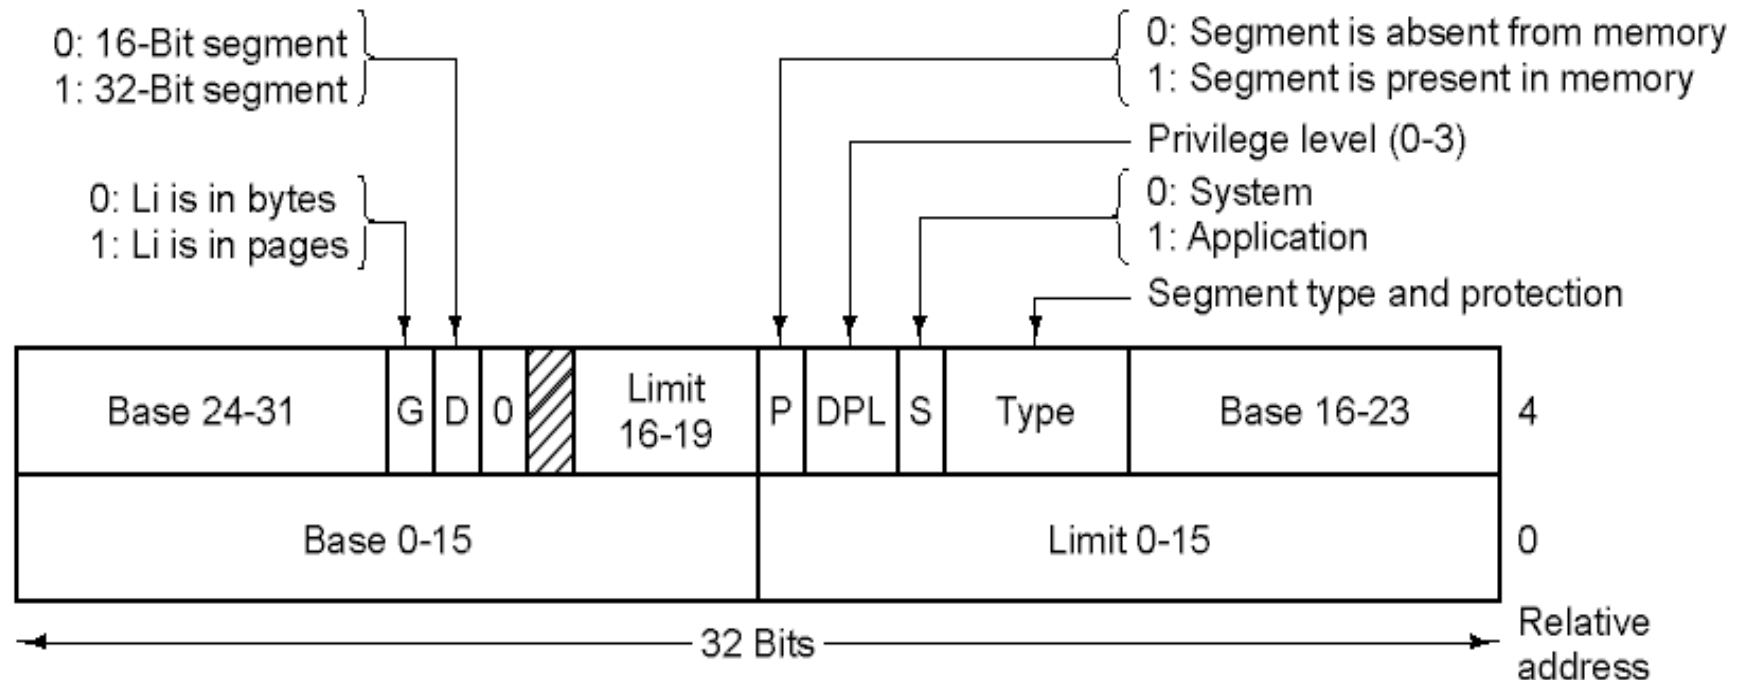 0: 16-Bit segment
1: 32-Bit segment
0: Li is in bytes
1: Li is in pages
0: Segment is absent from memory
1: Segment is present in memory
Privilege level (0-3)
0: System
1: Application
Segment type and protection
Base 24-31
G
D
0
Limit
16-19
P
DPL
S
Type
Base 16-23
4
Base 0-15
Limit 0-15
0
32 Bits
Relative
address